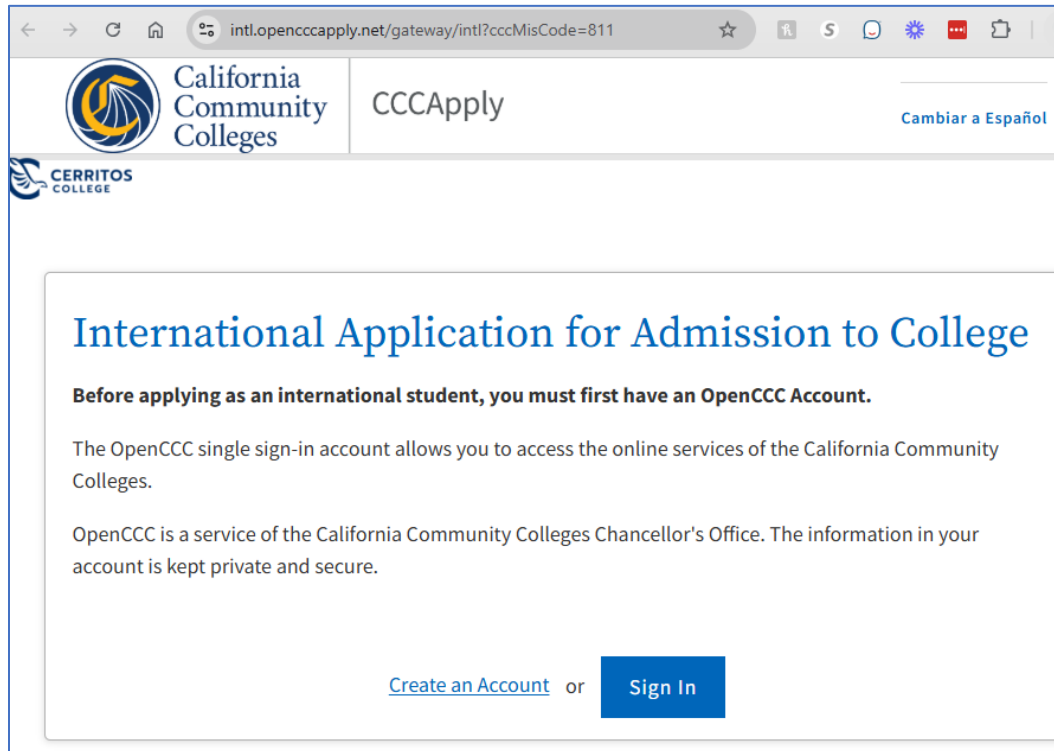 intl.opencccapply.net/gateway/intl?cccMisCode=811
California
Community
Colleges
CCCApply
Cambiar a Español
CERRITOS
COLLEGE
International Application for Admission to College
Before applying as an international student, you must first have an OpenCCC Account.
The OpenCCC single sign-in account allows you to access the online services of the California Community
Colleges.
OpenCCC is a service of the California Community Colleges Chancellor's Office. The information in your
account is kept private and secure.
Create an Account or Sign In